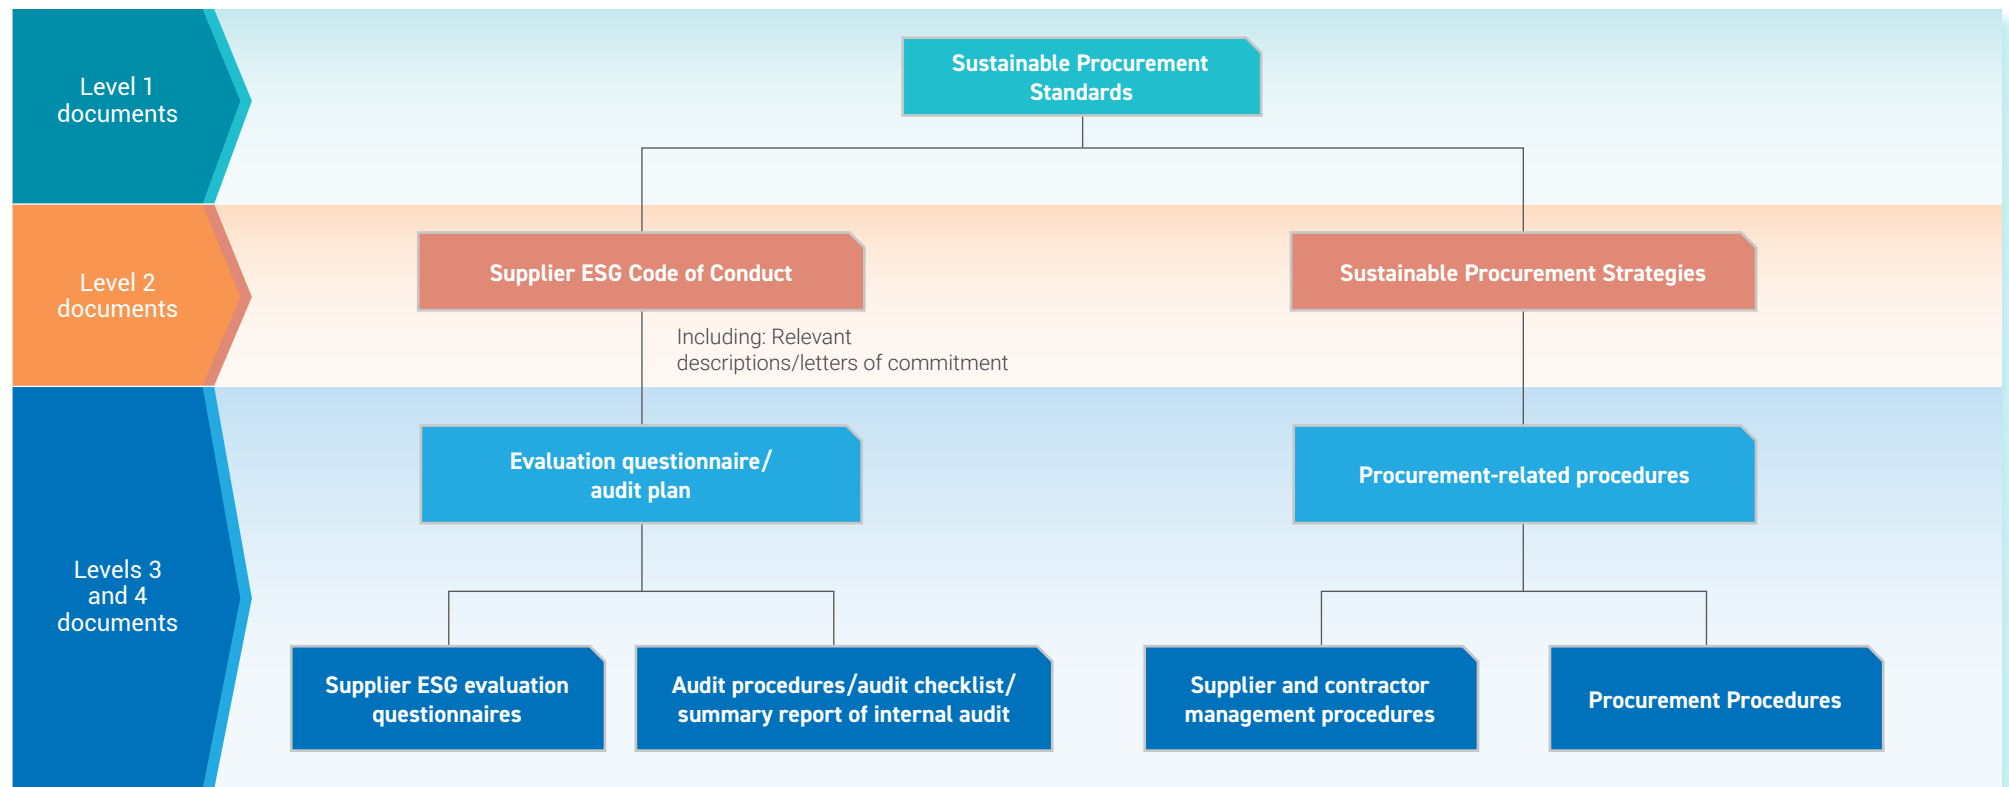 Level 1
documents
Sustainable Procurement
Standards
Level 2
documents
Supplier ESG Code of Conduct
Sustainable Procurement Strategies
Including: Relevant
descriptions/letters of commitment
Levels 3
and 4
documents
Evaluation questionnaire/
audit plan
Procurement-related procedures
Supplier ESG evaluation
questionnaires
Audit procedures/audit checklist/
summary report of internal audit
Supplier and contractor
management procedures
Procurement Procedures